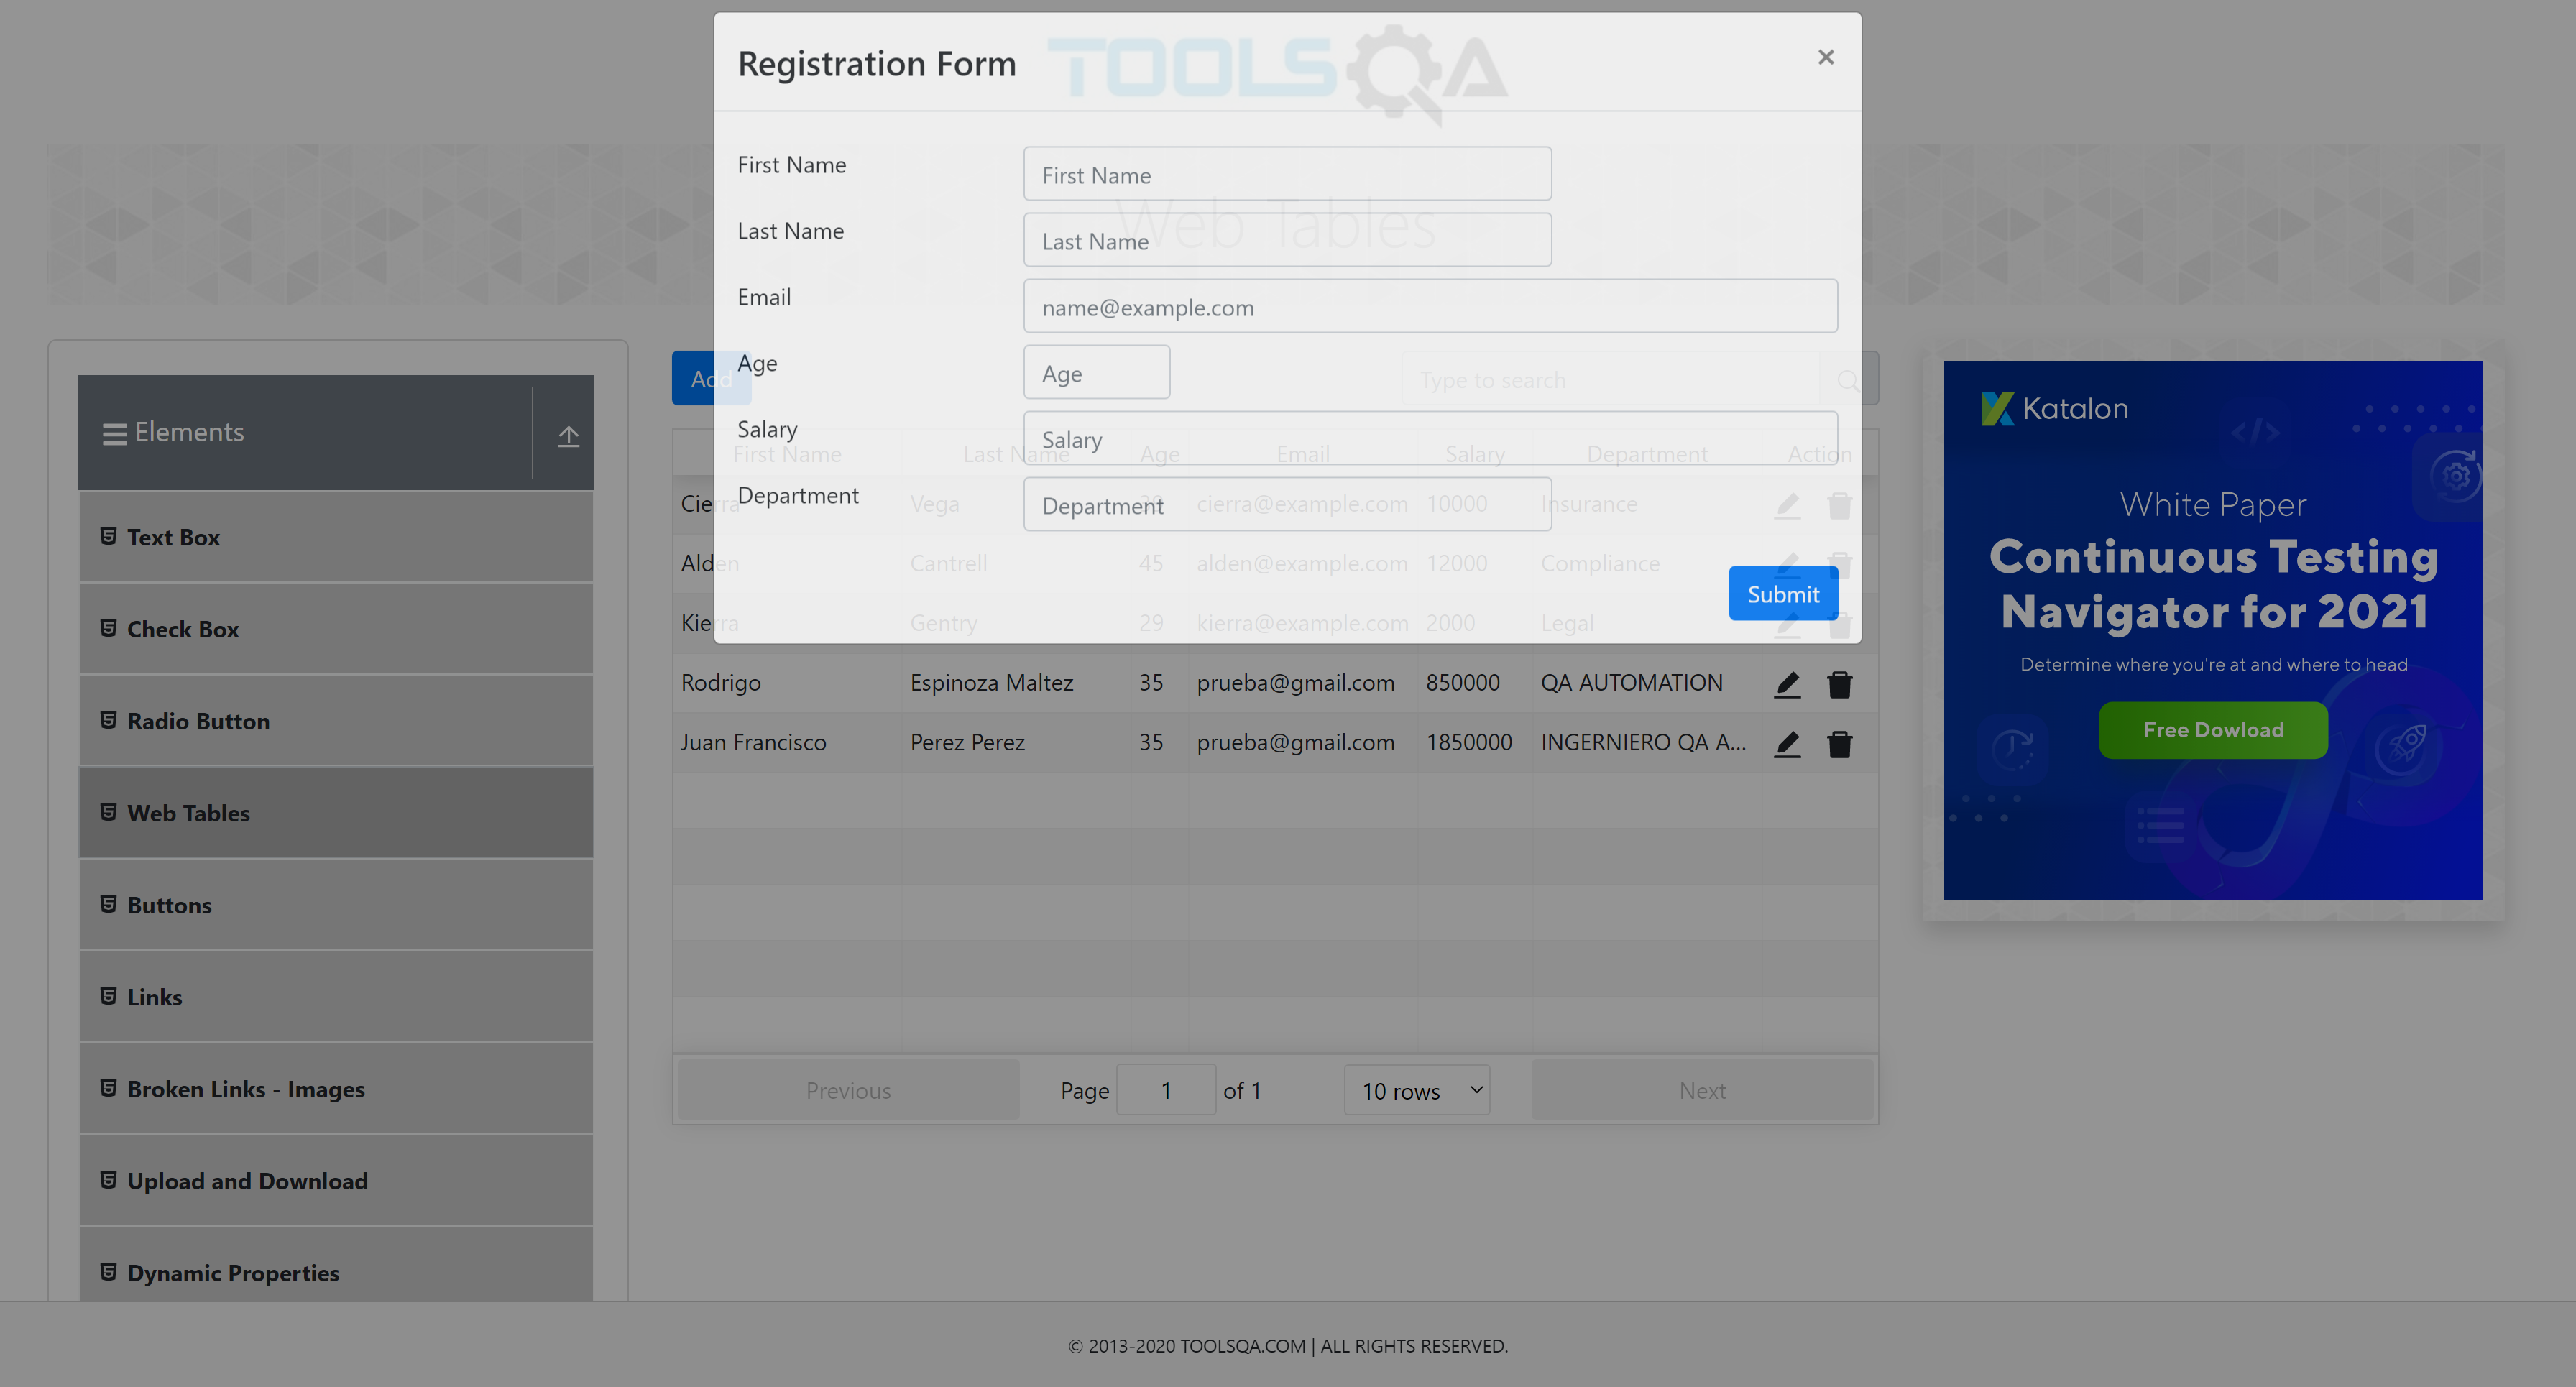 Registration Form
TOOLSQA
×
First Name
First Name
Last Name
Last Name
Email
name@example.com
Age
Age
Salary
Salary
Department
Department
Submit
Web Tables
Elements
Text Box
Check Box
Radio Button
Web Tables
Buttons
Links
Broken Links - Images
Upload and Download
Dynamic Properties
Add
Type to search
First Name Last Name Age Email Salary Department Action
Cierra Vega 39 cierra@example.com 10000 Insurance
Alden Cantrell 45 alden@example.com 12000 Compliance
Kierra Gentry 29 kierra@example.com 2000 Legal
Rodrigo Espinoza Maltez 35 prueba@gmail.com 850000 QA AUTOMATION
Juan Francisco Perez Perez 35 prueba@gmail.com 1850000 INGERNIERO QA A...
Previous Page 1 of 1 10 rows Next
Katalon
White Paper
Continuous Testing
Navigator for 2021
Determine where you're at and where to head
Free Dowload
© 2013-2020 TOOLSQA.COM | ALL RIGHTS RESERVED.